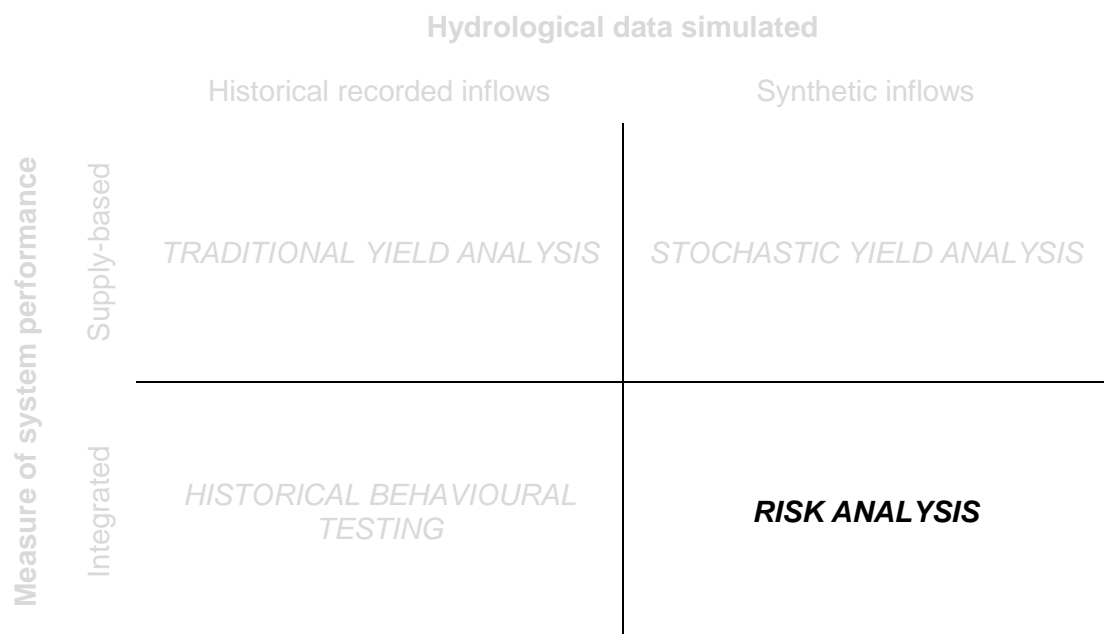 Hydrological data simulated
Historical recorded inflows
Synthetic inflows
Measure of system performance
Supply-based
TRADITIONAL YIELD ANALYSIS
STOCHASTIC YIELD ANALYSIS
Integrated
HISTORICAL BEHAVIOURAL
TESTING
RISK ANALYSIS